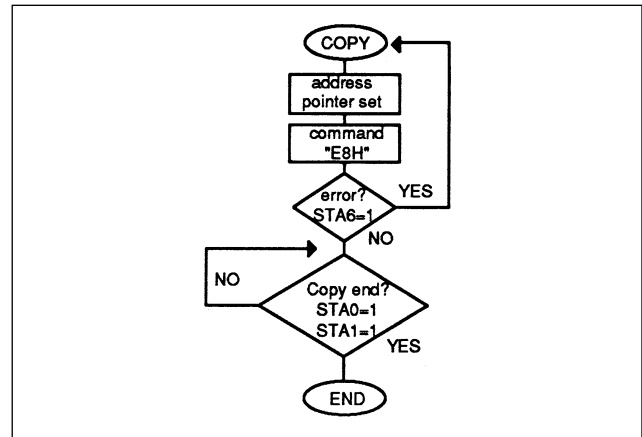 COPY
address
pointer set
command
"E8H"
error?
STA6=1
YES
NO
NO
Copy end?
STA0=1
STA1=1
YES
END